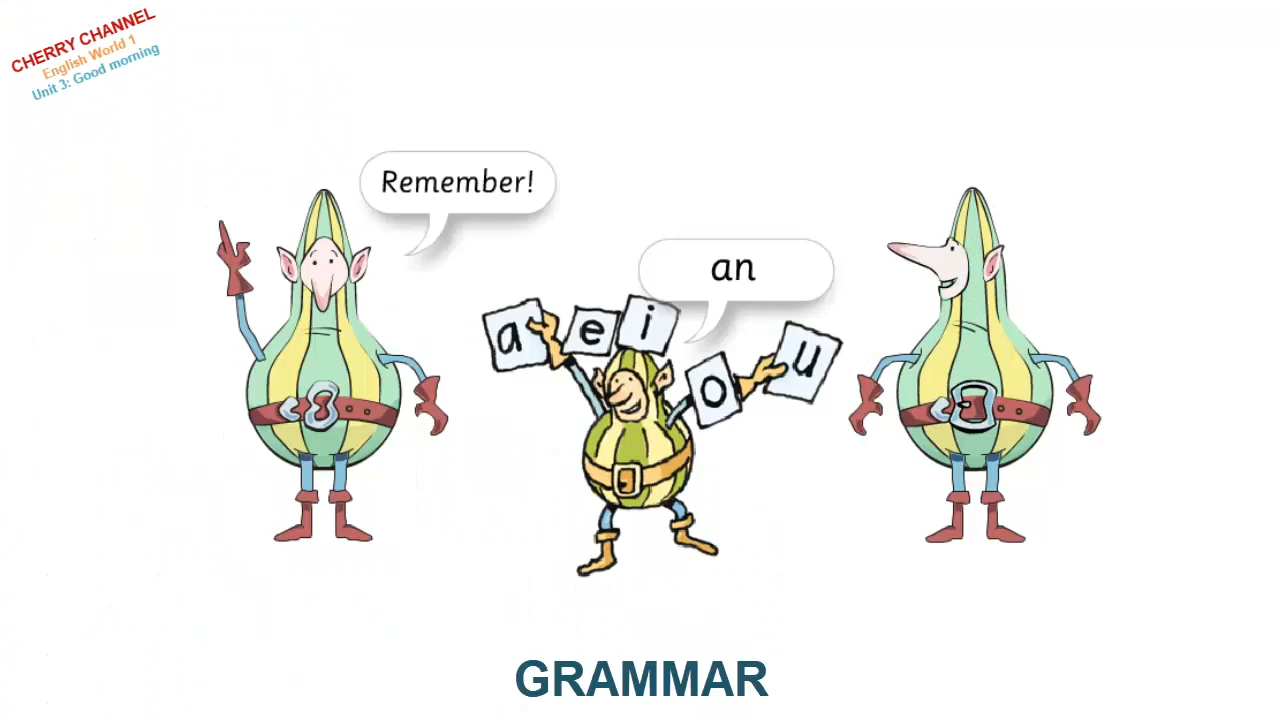 CHERRY CHANNEL
English World 1
Unit 3: Good morning
Remember!
an
a e i o u
GRAMMAR